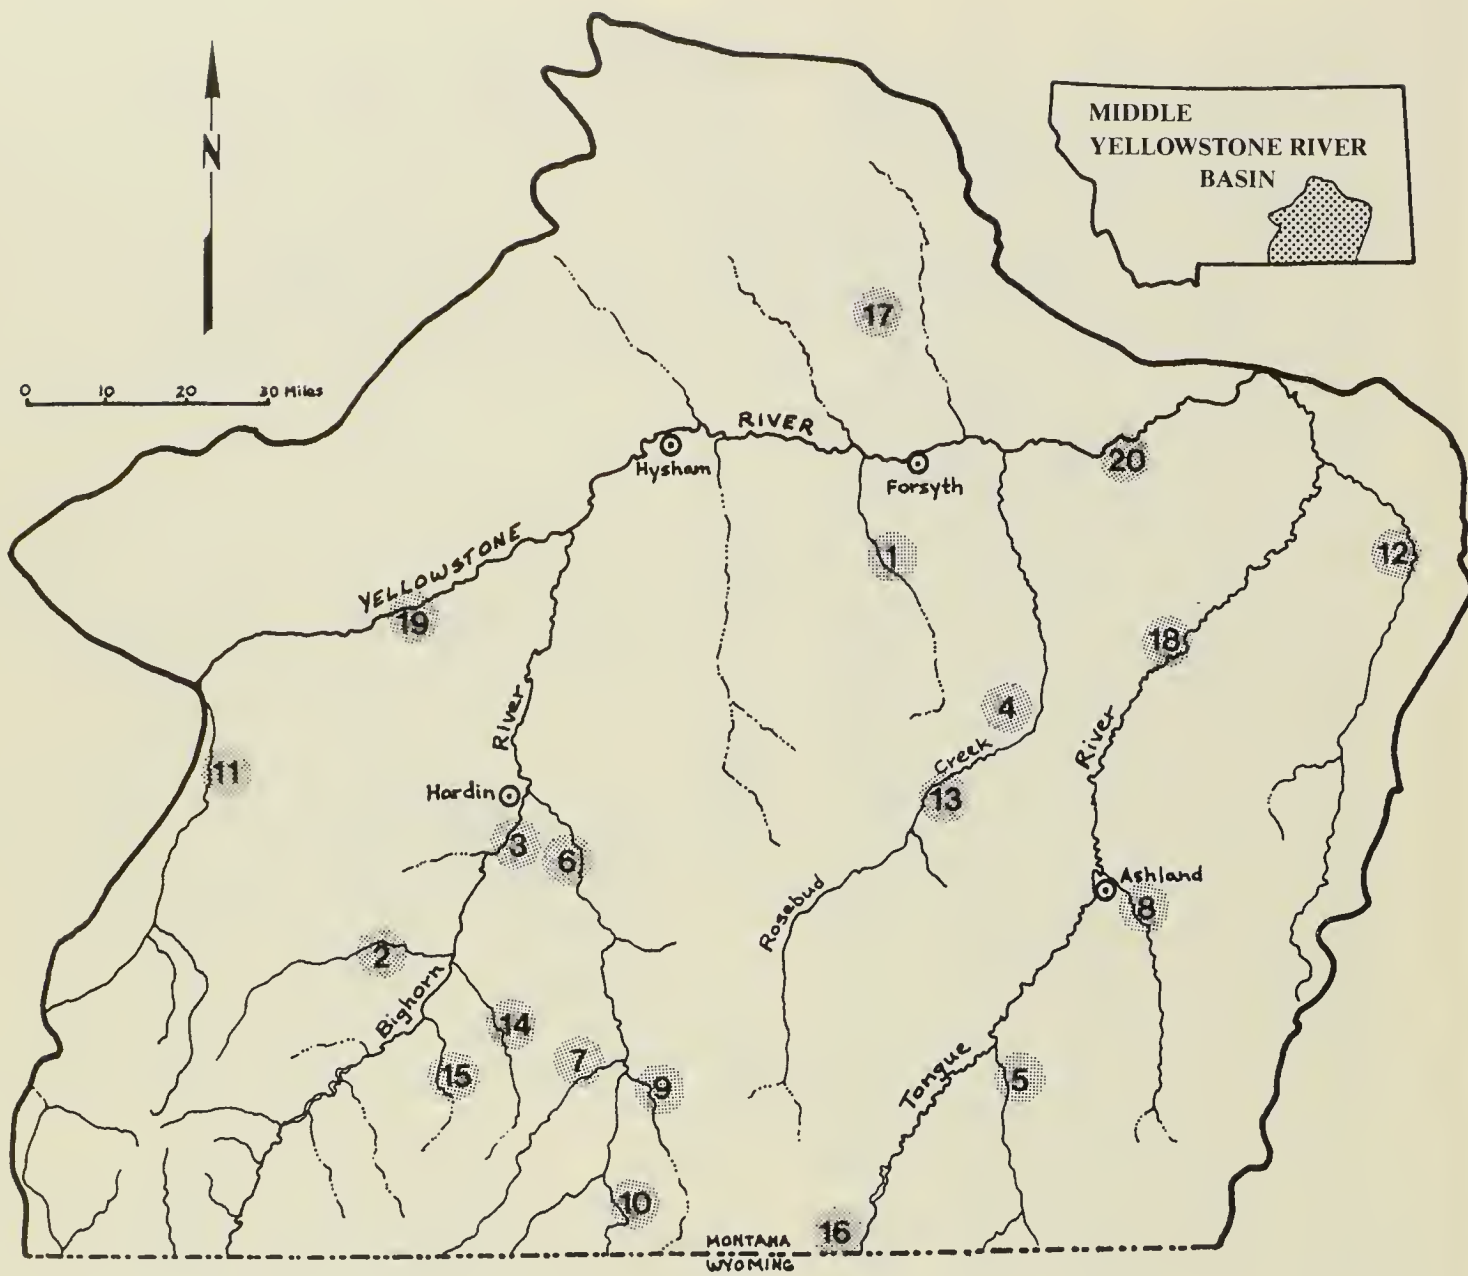 N
0 10 20 30 Miles
MIDDLE
YELLOWSTONE RIVER
BASIN
17
RIVER
Hysham
Forsyth
20
YELLOWSTONE
19
1
12
18
River
4
River
Creek
11
Hardin
13
3
6
Ashland
8
Rosebud
2
Bighorn
14
7
15
9
Tongue
5
10
16
MONTANA
WYOMING